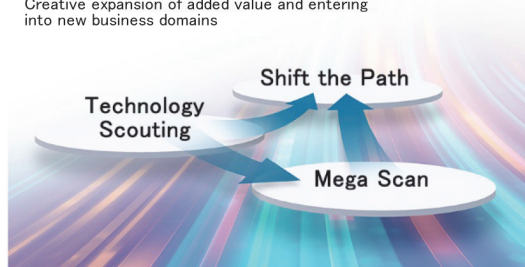 Creative expansion of added value and entering
into new business domains
Shift the Path
Technology
Scouting
Mega Scan